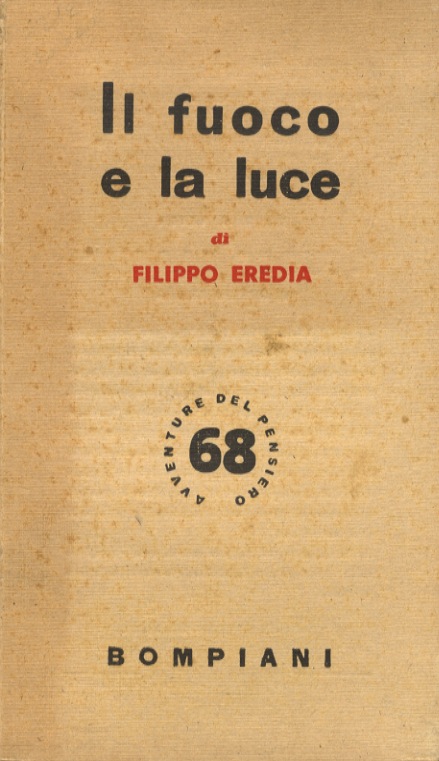 Il fuoco
e la luce
di
FILIPPO EREDIA
AVVENTURE DEL PENSIERO
68
BOMPIANI